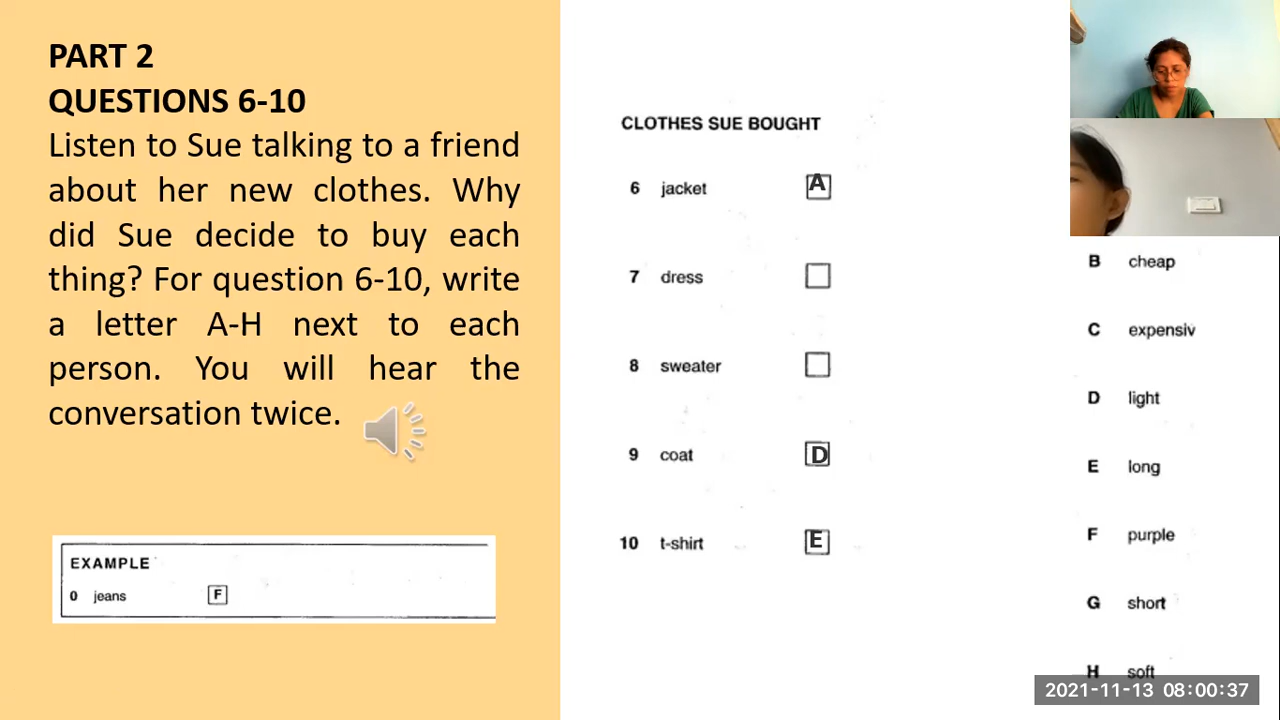 PART 2
QUESTIONS 6-10
Listen to Sue talking to a friend
about her new clothes. Why
did Sue decide to buy each
thing? For question 6-10, write
a letter A-H next to each
person. You will hear the
conversation twice.
EXAMPLE
0 jeans F
CLOTHES SUE BOUGHT
6 jacket A
7 dress
8 sweater
9 coat D
10 t-shirt E
B cheap
C expensiv
D light
E long
F purple
G short
H soft
2021-11-13 08:00:37